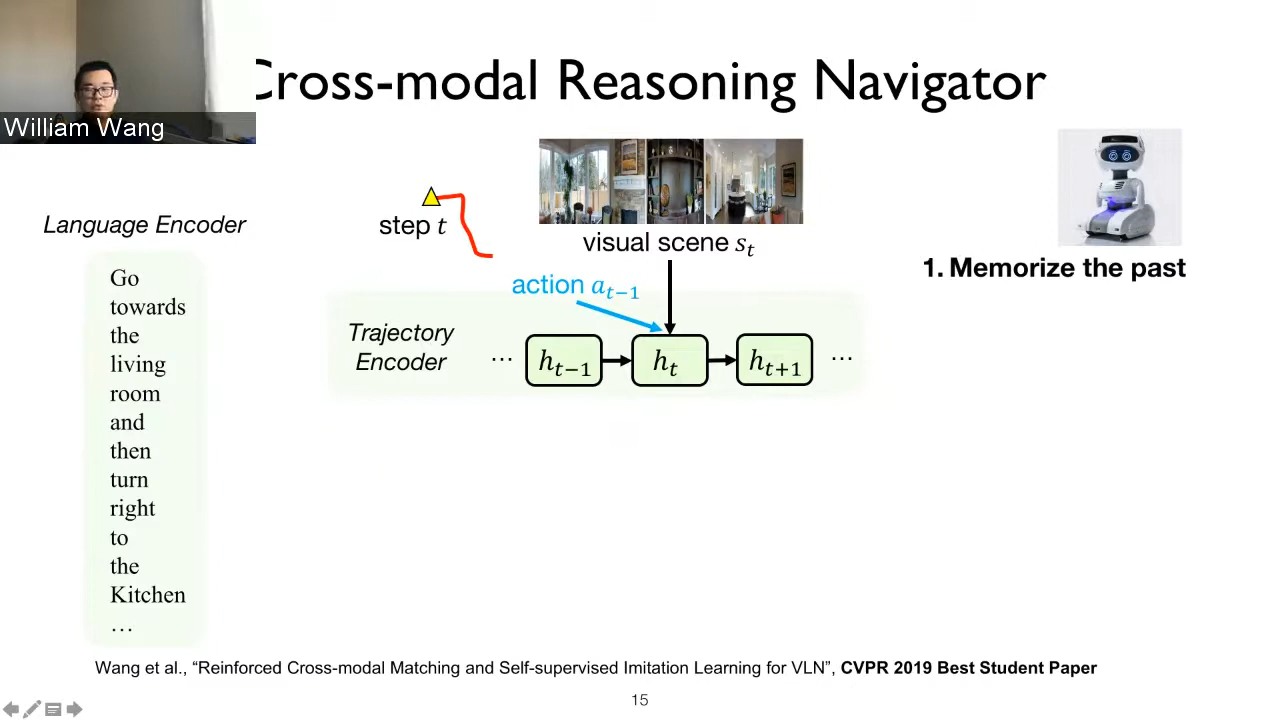 Cross-modal Reasoning Navigator
William Wang
Language Encoder
Go
towards
the
living
room
and
then
turn
right
to
the
Kitchen
…
step t
visual scene s_t
action a_{t−1}
Trajectory
Encoder
… h_{t−1} h_t h_{t+1} …
1. Memorize the past
Wang et al., “Reinforced Cross-modal Matching and Self-supervised Imitation Learning for VLN”, CVPR 2019 Best Student Paper
15